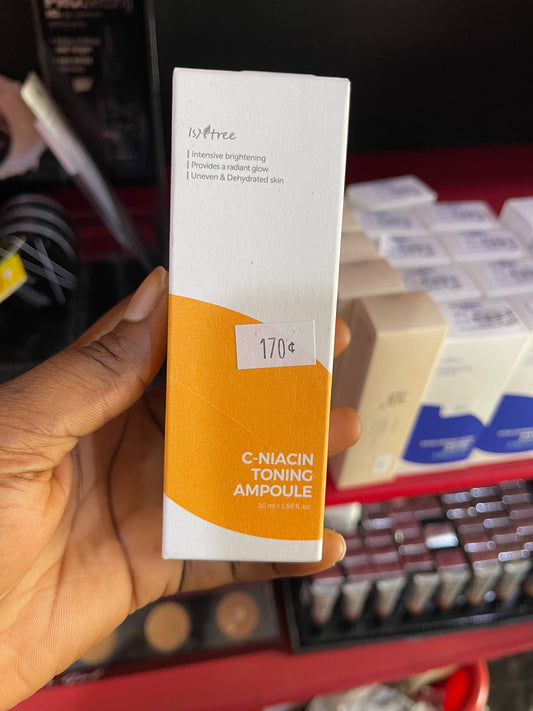 Isntree
Intensive brightening
Provides a radiant glow
Uneven & Dehydrated skin
170¢
C-NIACIN
TONING
AMPOULE
50 ml / 1.69 fl. oz.